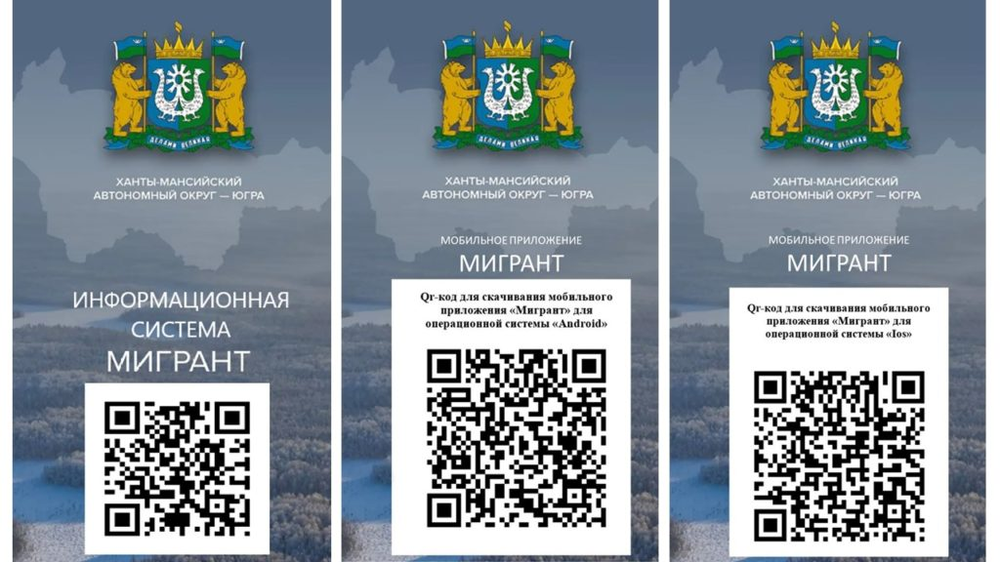 ДЕЛАМИ ВЕЛИКАЯ
ХАНТЫ-МАНСИЙСКИЙ
АВТОНОМНЫЙ ОКРУГ — ЮГРА
ИНФОРМАЦИОННАЯ
СИСТЕМА
МИГРАНТ
ДЕЛАМИ ВЕЛИКАЯ
ХАНТЫ-МАНСИЙСКИЙ
АВТОНОМНЫЙ ОКРУГ — ЮГРА
МОБИЛЬНОЕ ПРИЛОЖЕНИЕ
МИГРАНТ
Qr-код для скачивания мобильного
приложения «Мигрант» для
операционной системы «Android»
ДЕЛАМИ ВЕЛИКАЯ
ХАНТЫ-МАНСИЙСКИЙ
АВТОНОМНЫЙ ОКРУГ — ЮГРА
МОБИЛЬНОЕ ПРИЛОЖЕНИЕ
МИГРАНТ
Qr-код для скачивания мобильного
приложения «Мигрант» для
операционной системы «Ios»